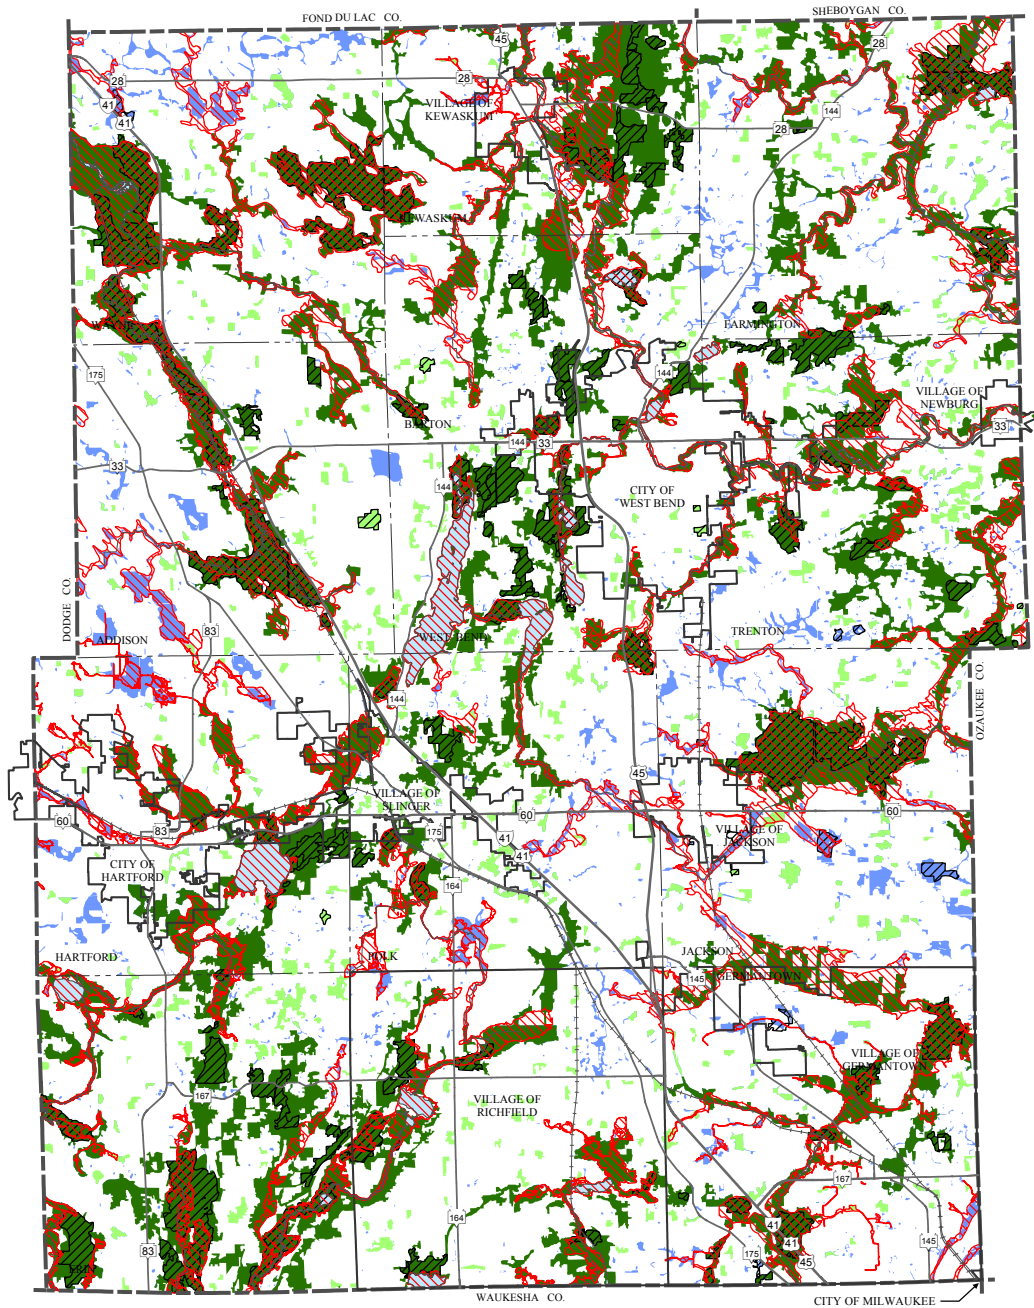 FOND DU LAC CO.
SHEBOYGAN CO.
45
28
28
28
41
41
VILLAGE OF
KEWASKUM
144
28
KEWASKUM
WAYNE
FARMINGTON
175
144
VILLAGE OF
NEWBURG
BARTON
33
144
33
33
144
CITY OF
WEST BEND
DODGE CO.
ADDISON
83
WEST BEND
TRENTON
OZAUKEE CO.
144
45
VILLAGE OF
SLINGER
60
83
175
60
60
41
41
VILLAGE OF
JACKSON
CITY OF
HARTFORD
164
HARTFORD
POLK
JACKSON
145
GERMANTOWN
VILLAGE OF
GERMANTOWN
167
VILLAGE OF
RICHFIELD
167
164
83
41
41
175
45
145
ERIN
WAUKESHA CO.
CITY OF MILWAUKEE